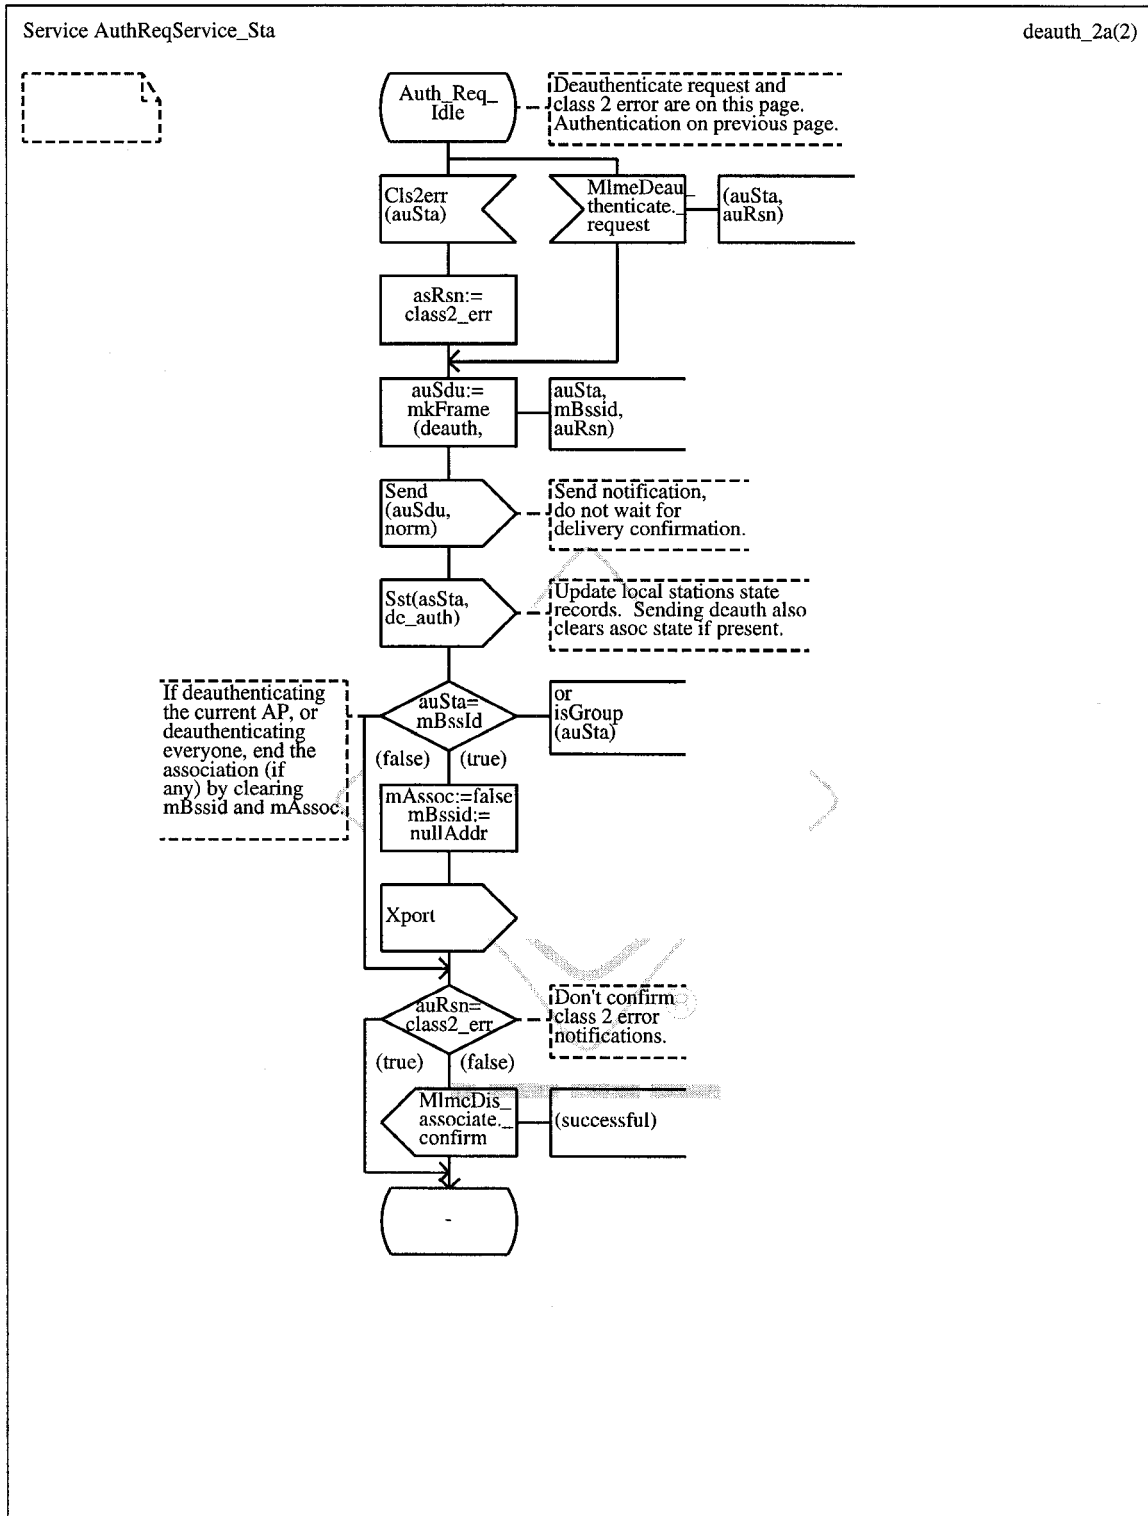 Service AuthReqService_Sta
deauth_2a(2)
Auth_Req_
Idle
Deauthenticate request and
class 2 error are on this page.
Authentication on previous page.
Cls2err
(auSta)
MlmeDeau_
thenticate._
request
(auSta,
auRsn)
asRsn:=
class2_err
auSdu:=
mkFrame
(deauth,
auSta,
mBssid,
auRsn)
Send
(auSdu,
norm)
Send notification,
do not wait for
delivery confirmation.
Sst(asSta,
de_auth)
Update local stations state
records. Sending deauth also
clears asoc state if present.
If deauthenticating
the current AP, or
deauthenticating
everyone, end the
association (if
any) by clearing
mBssid and mAssoc.
auSta=
mBssId
or
isGroup
(auSta)
(false)
(true)
mAssoc:=false
mBssid:=
nullAddr
Xport
auRsn=
class2_err
Don't confirm
class 2 error
notifications.
(true)
(false)
MlmeDis_
associate._
confirm
(successful)
-
®